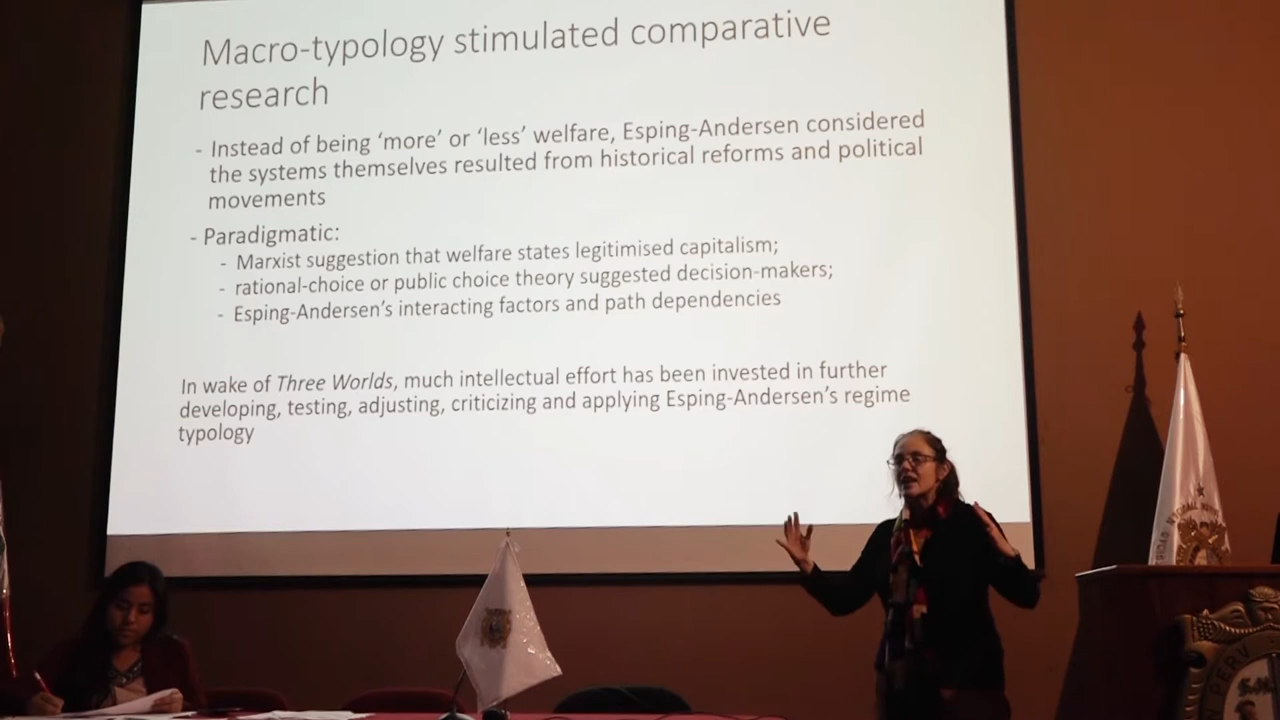 Macro-typology stimulated comparative
research
- Instead of being ‘more’ or ‘less’ welfare, Esping-Andersen considered
the systems themselves resulted from historical reforms and political
movements
- Paradigmatic:
- Marxist suggestion that welfare states legitimised capitalism;
- rational-choice or public choice theory suggested decision-makers;
- Esping-Andersen’s interacting factors and path dependencies
In wake of Three Worlds, much intellectual effort has been invested in further
developing, testing, adjusting, criticizing and applying Esping-Andersen’s regime
typology
PERV